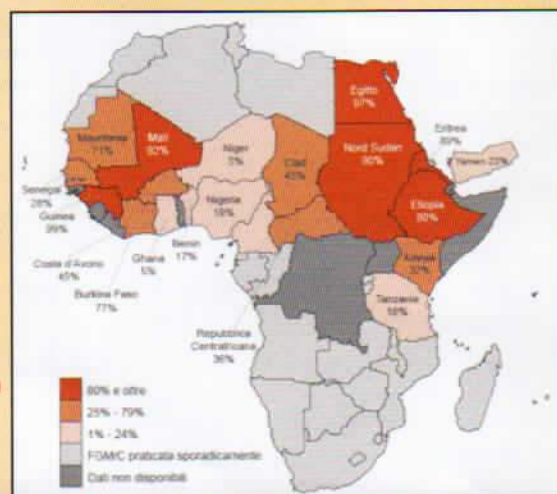 Egitto
97%
Mauritania
71%
Mali
92%
Niger
5%
Ciad
45%
Nord Sudan
90%
Eritrea
89%
Yemen 23%
Senegal
28%
Guinea
99%
Nigeria
19%
Etiopia
80%
Benin
17%
Ghana
5%
Costa d'Avorio
45%
Burkina Faso
77%
Kenya
32%
Tanzania
Repubblica
Centrafricana
36%
80% e oltre
25% - 79%
1% - 24%
FGM/C praticata sporadicamente
Dati non disponibili